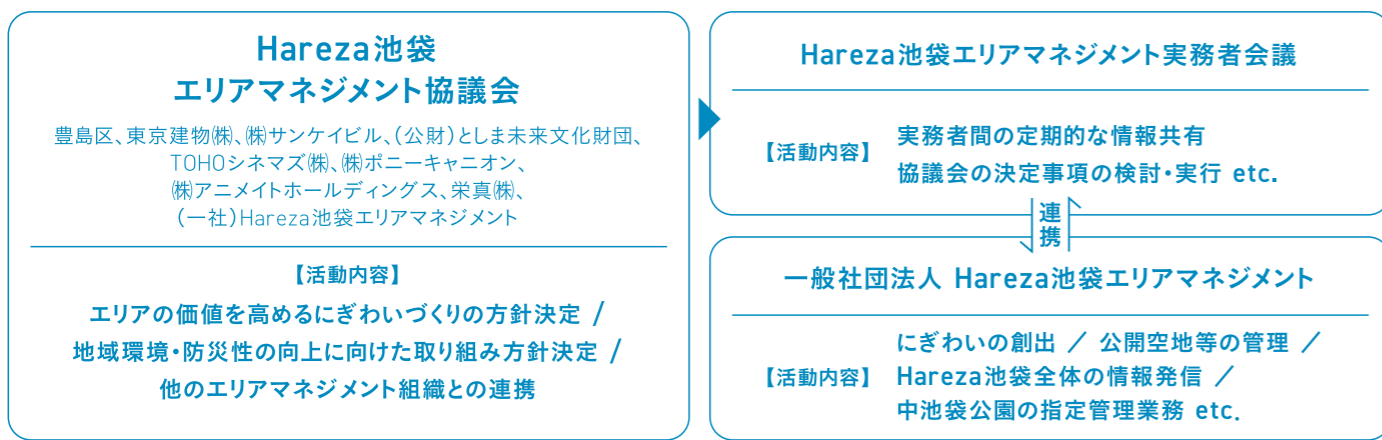 Hareza池袋
エリアマネジメント協議会
豊島区、東京建物㈱、㈱サンケイビル、(公財)としま未来文化財団、
TOHOシネマズ㈱、㈱ポニーキャニオン、
㈱アニメイトホールディングス、栄真㈱、
(一社)Hareza池袋エリアマネジメント
【活動内容】
エリアの価値を高めるにぎわいづくりの方針決定 /
地域環境・防災性の向上に向けた取り組み方針決定 /
他のエリアマネジメント組織との連携
Hareza池袋エリアマネジメント実務者会議
【活動内容】
実務者間の定期的な情報共有
協議会の決定事項の検討・実行 etc.
連携
一般社団法人 Hareza池袋エリアマネジメント
【活動内容】
にぎわいの創出 / 公開空地等の管理 /
Hareza池袋全体の情報発信 /
中池袋公園の指定管理業務 etc.